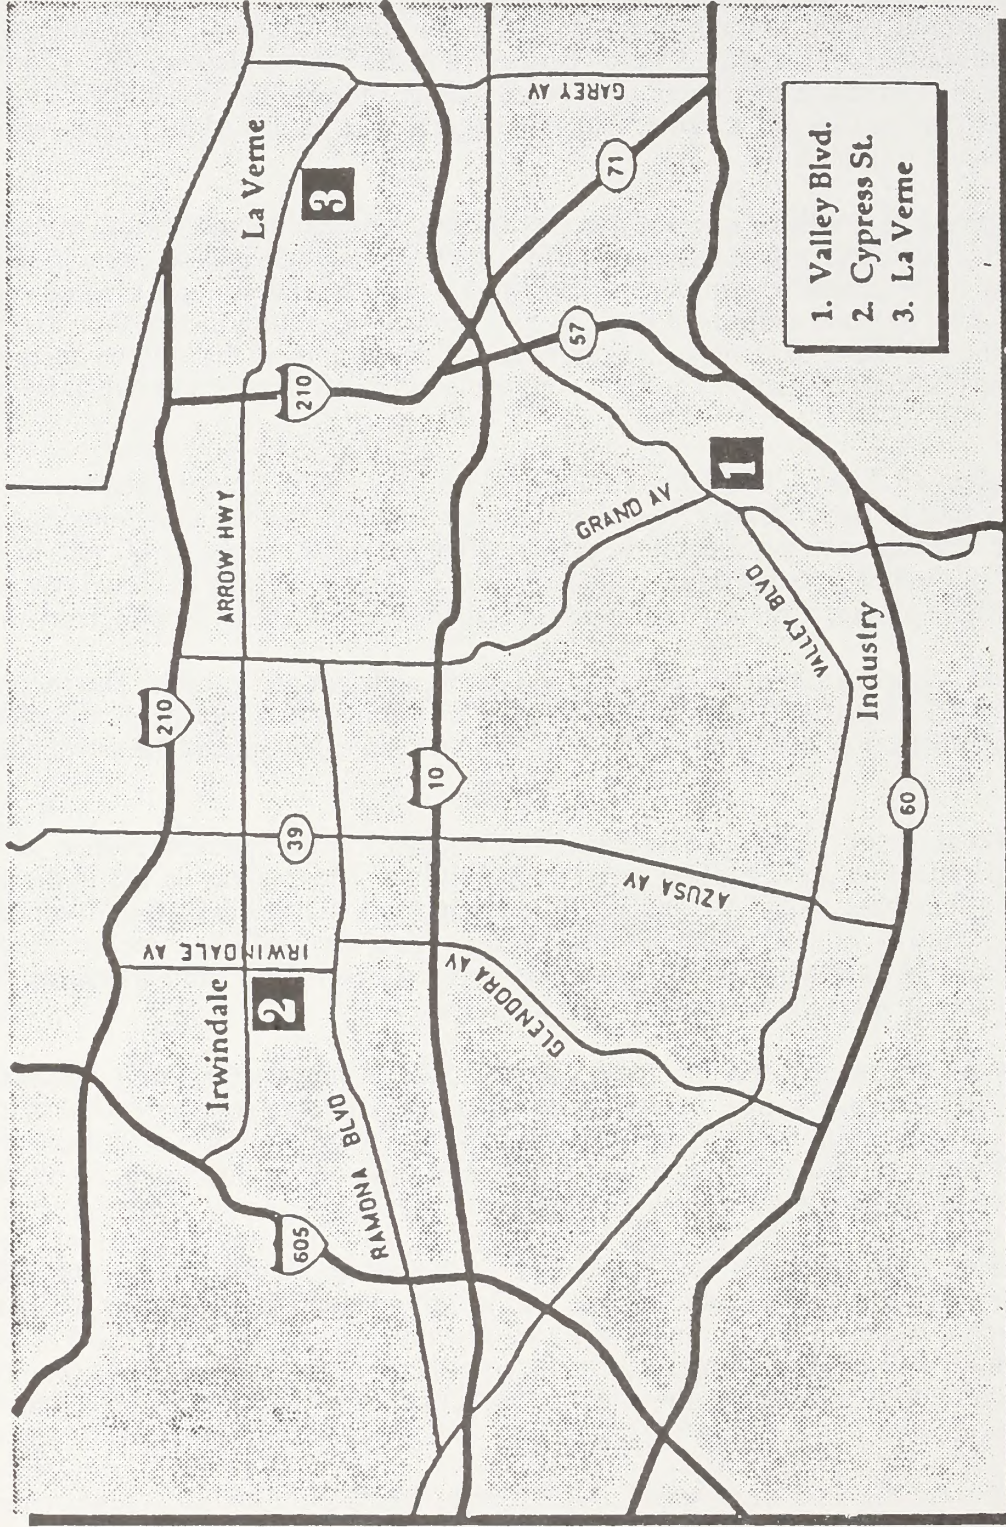 210
210
ARROW HWY
La Verne
3
GAREY AV
39
IRWINDALE AV
Irwindale
2
RAMONA BLVD
605
10
GLENDORA AV
AZUSA AV
GRAND AV
57
71
1
VALLEY BLVD
Industry
60
1. Valley Blvd.
2. Cypress St.
3. La Verne